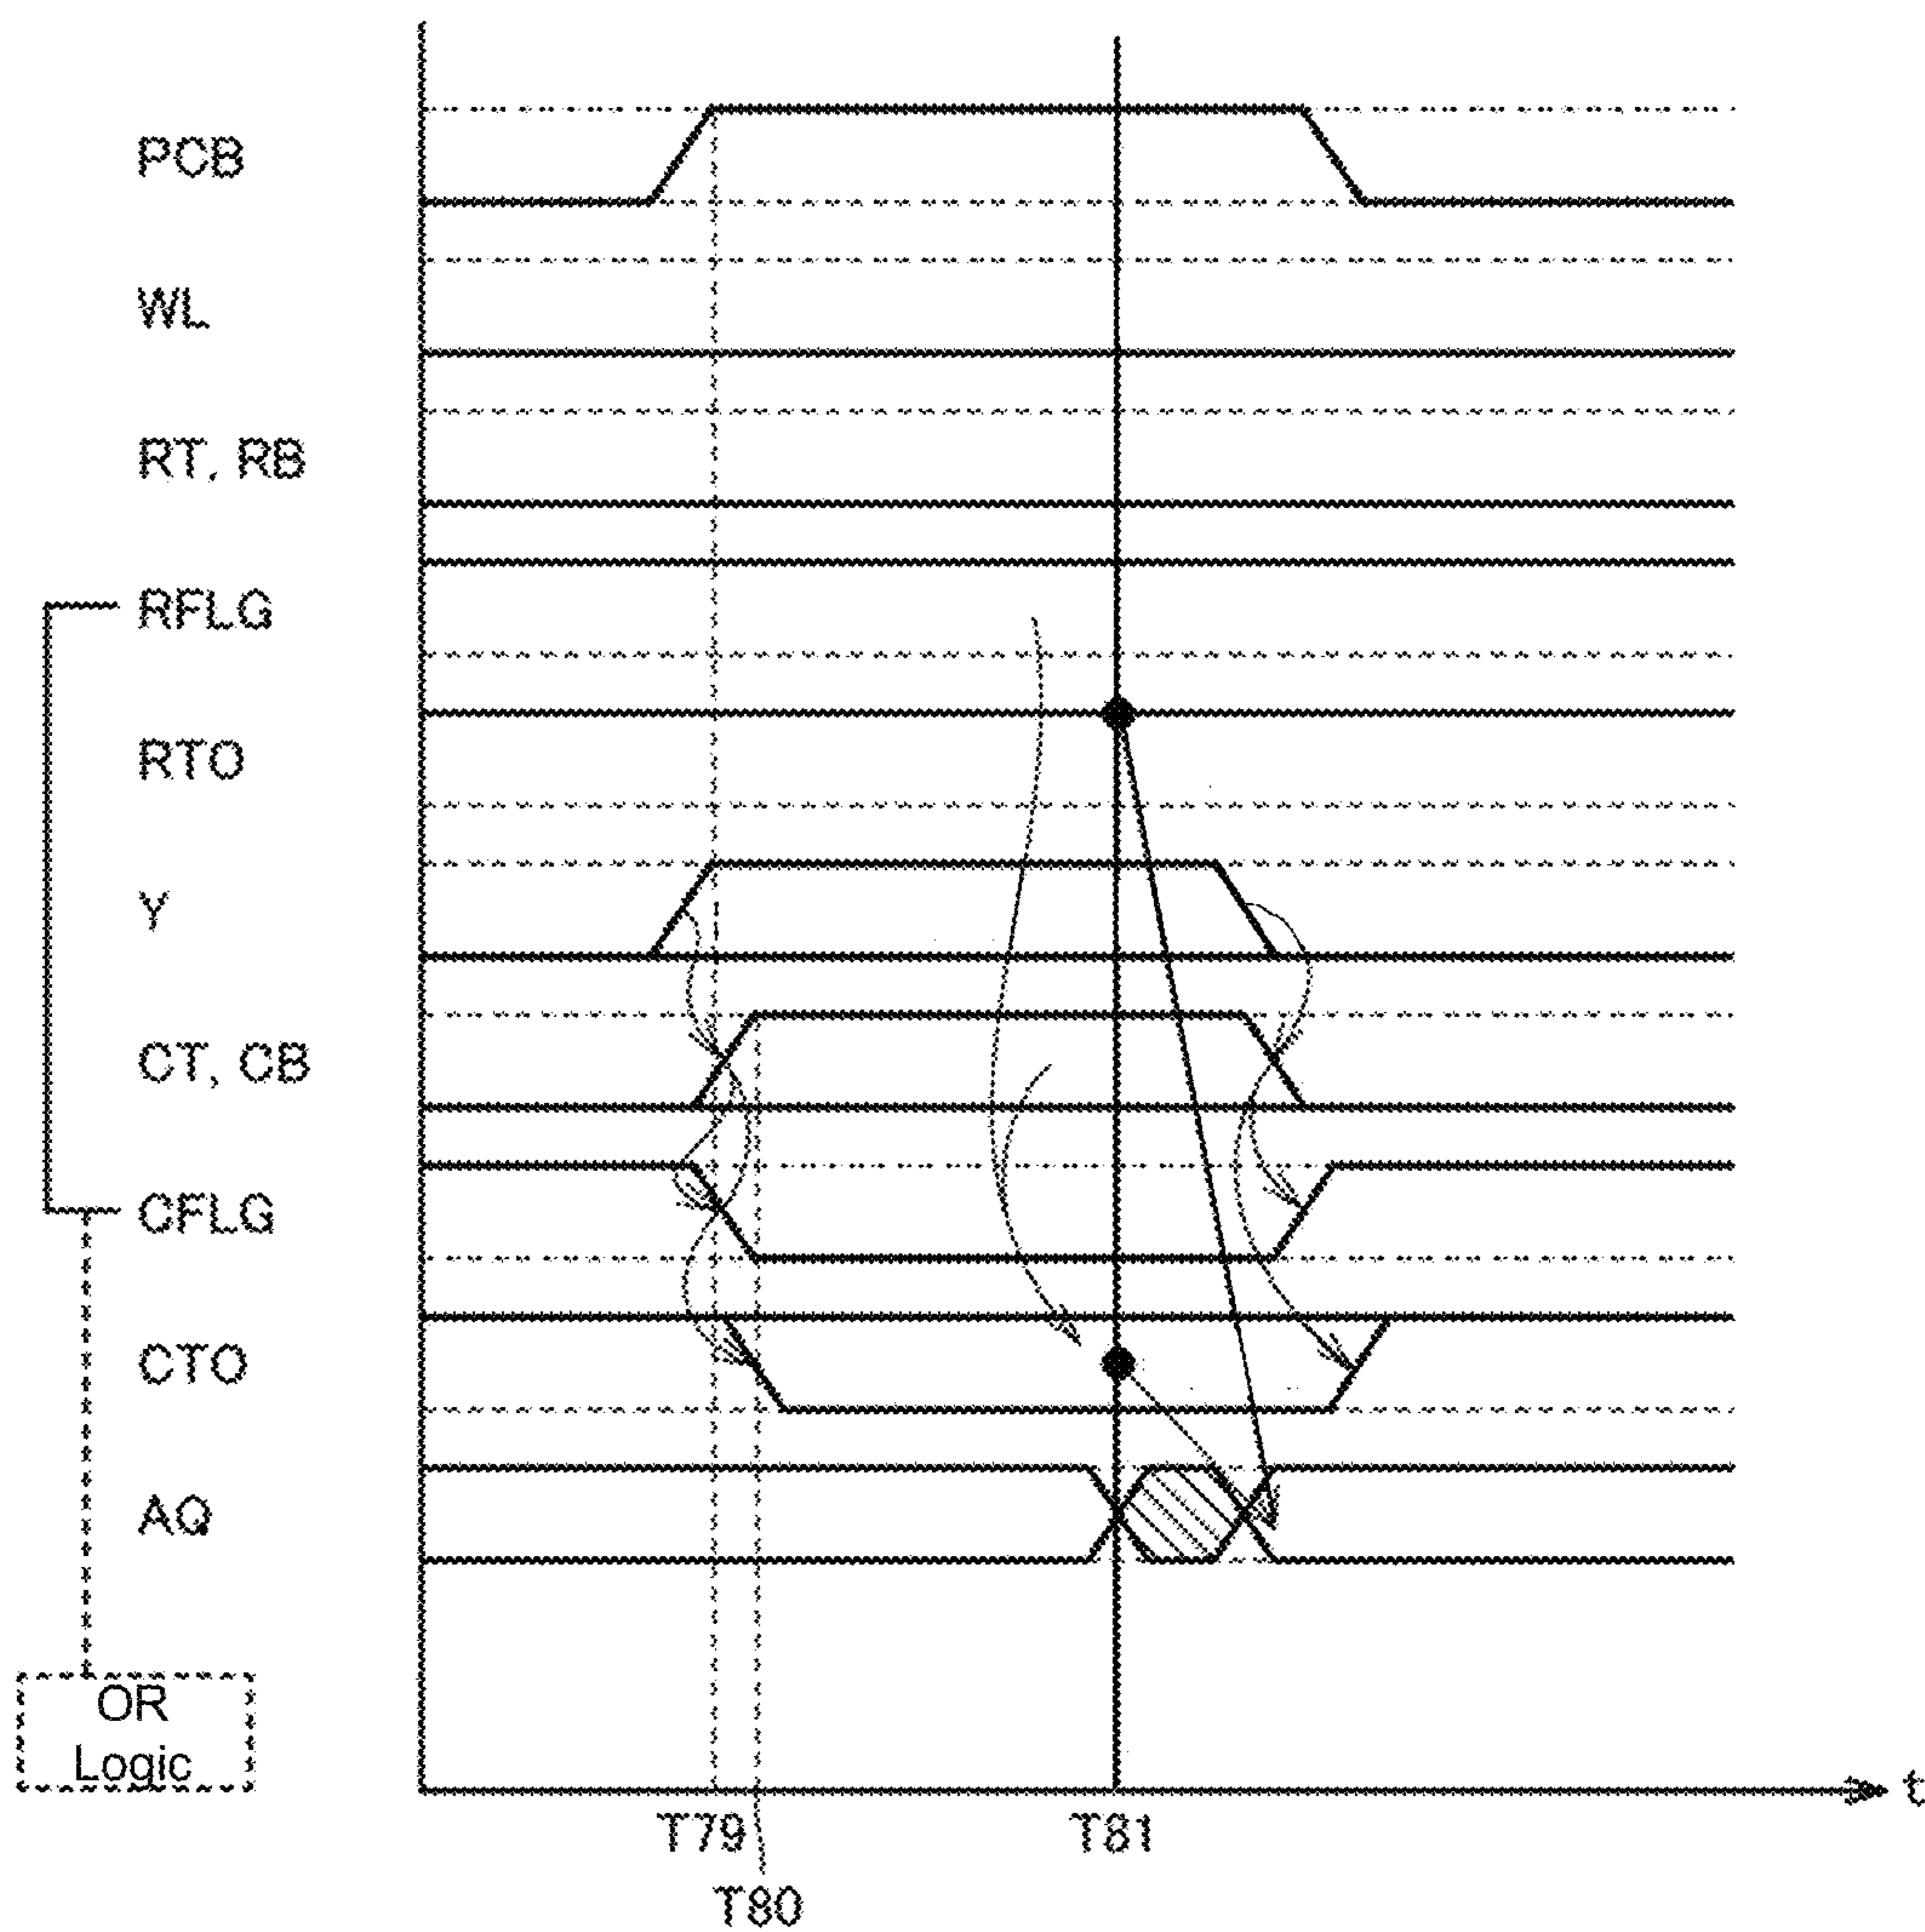 PCB
WL
RT, RB
RFLG
RTO
Y
CT, CB
CFLG
CTO
AQ
OR
Logic
t
T79
T81
T80